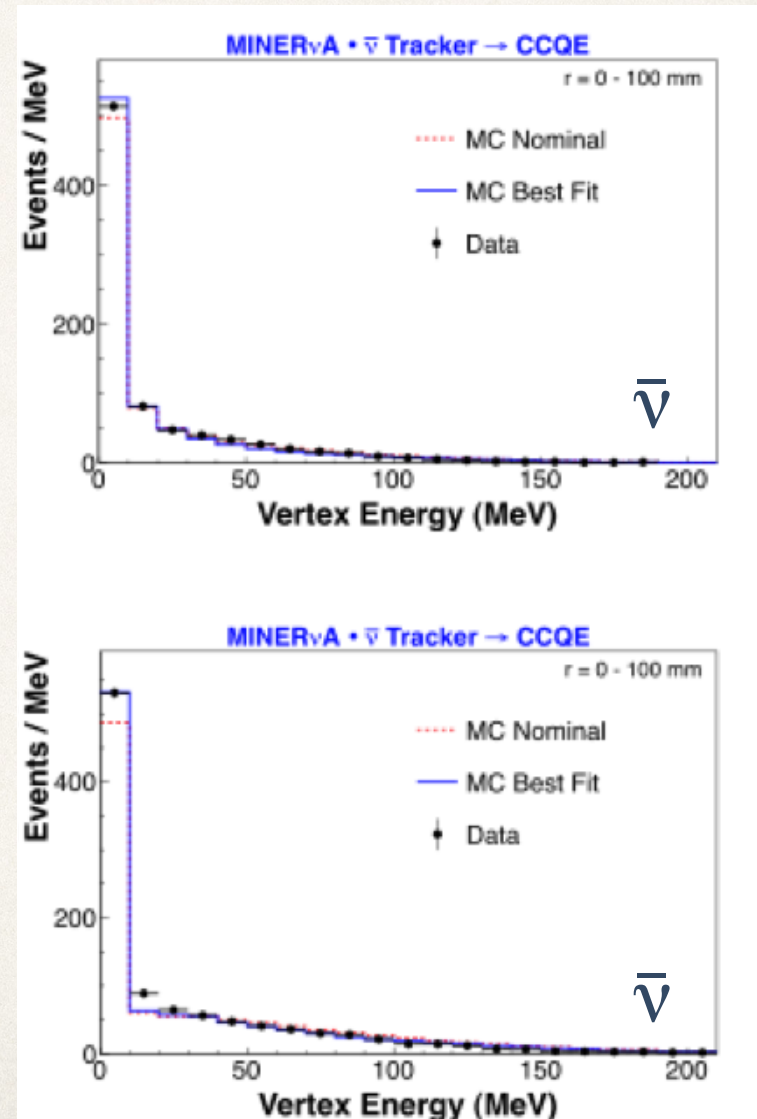 MINERνA • ν̄ Tracker → CCQE
r = 0 - 100 mm
Events / MeV
400
200
0
MC Nominal
MC Best Fit
Data
ν̄
0 50 100 150 200
Vertex Energy (MeV)
MINERνA • ν̄ Tracker → CCQE
r = 0 - 100 mm
Events / MeV
400
200
0
MC Nominal
MC Best Fit
Data
ν̄
0 50 100 150 200
Vertex Energy (MeV)